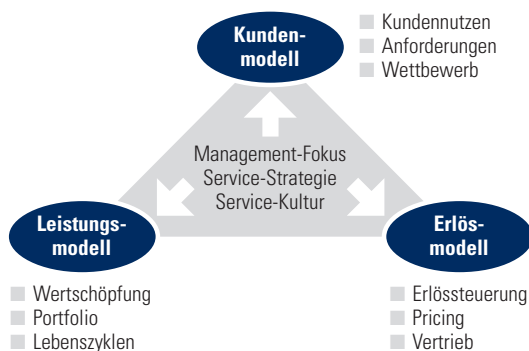 Kunden-
modell
Kundennutzen
Anforderungen
Wettbewerb
Management-Fokus
Service-Strategie
Service-Kultur
Leistungs-
modell
Wertschöpfung
Portfolio
Lebenszyklen
Erlös-
modell
Erlössteuerung
Pricing
Vertrieb